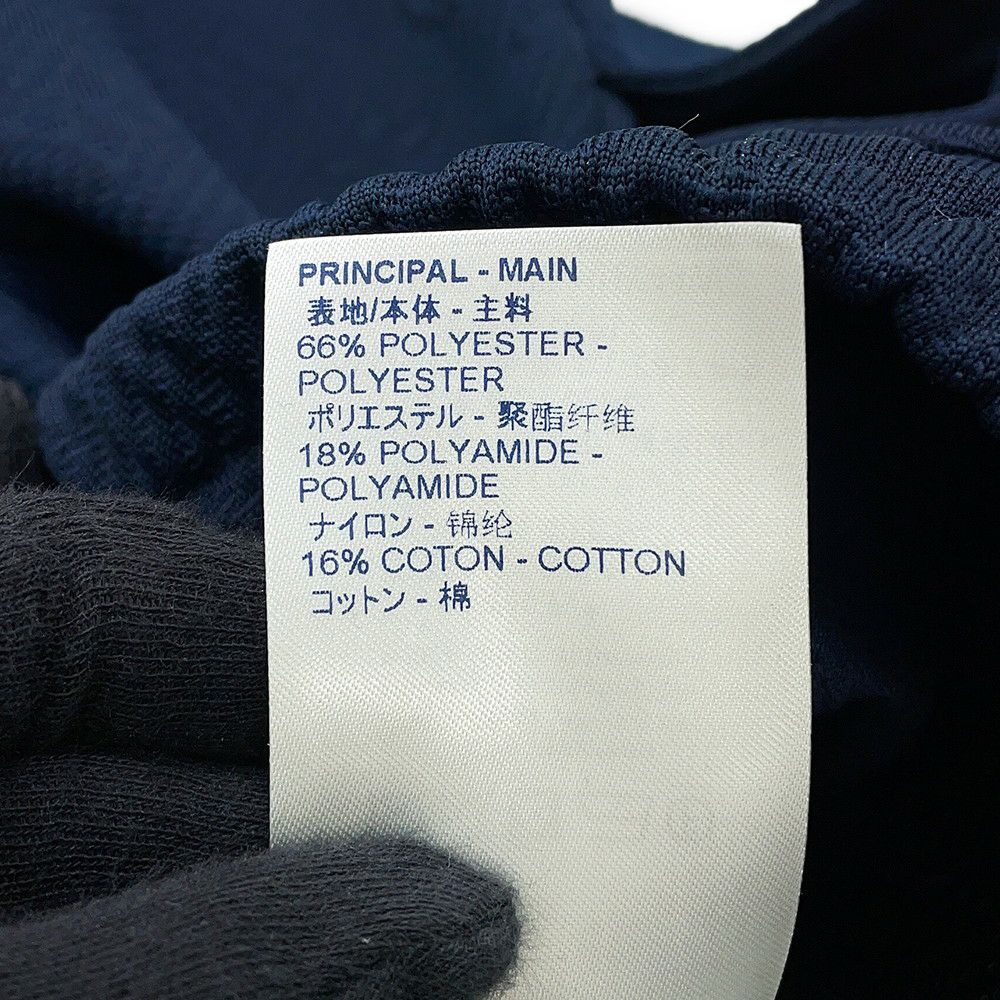 PRINCIPAL - MAIN
表地/本体 - 主料
66% POLYESTER -
POLYESTER
ポリエステル - 聚酯纤维
18% POLYAMIDE -
POLYAMIDE
ナイロン - 锦纶
16% COTON - COTTON
コットン - 棉